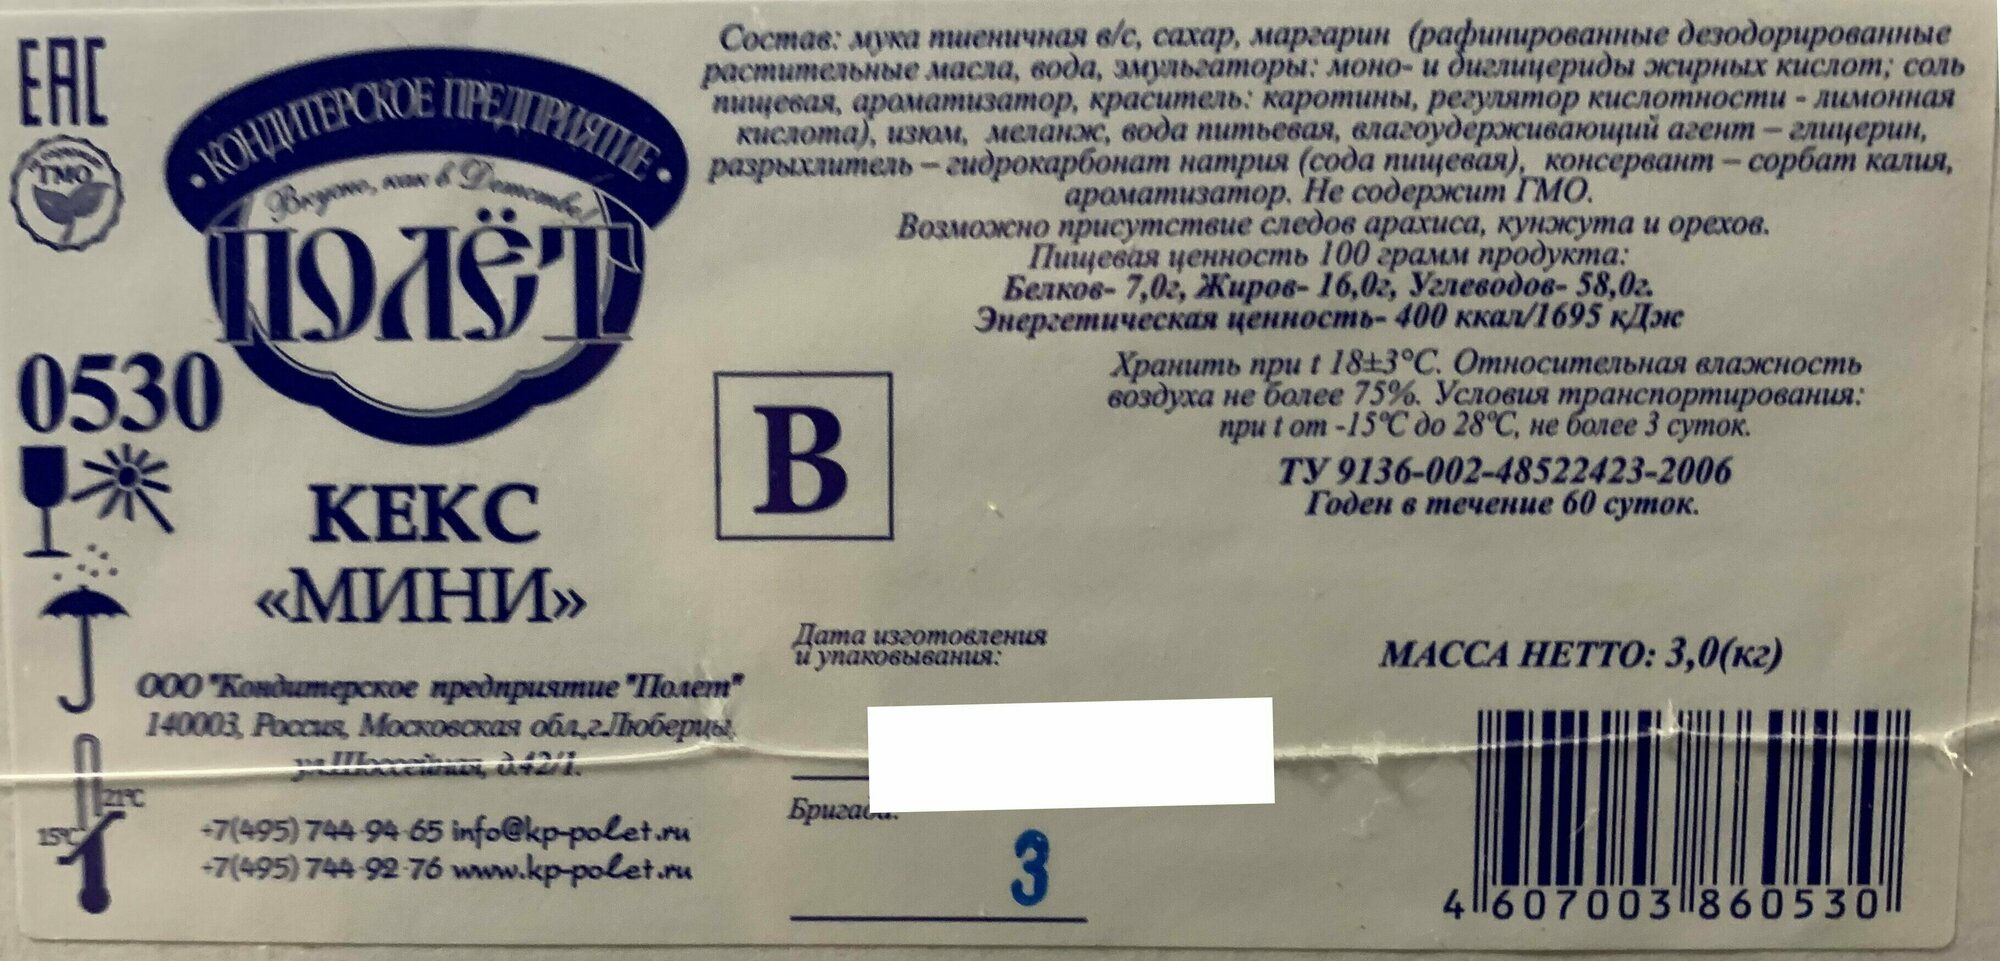 ЕАС
ГМО
КОНДИТЕРСКОЕ ПРЕДПРИЯТИЕ
Вкусно, как в Детстве!
ПОЛЁТ
0530
КЕКС
«МИНИ»
ООО "Кондитерское предприятие "Полет"
140003, Россия, Московская обл.,г.Люберцы,
ул.Шоссейная, д.42/1.
21°C
15°C
+7(495) 744-94-65 info@kp-polet.ru
+7(495) 744-92-76 www.kp-polet.ru
Состав: мука пшеничная в/с, сахар, маргарин (рафинированные дезодорированные
растительные масла, вода, эмульгаторы: моно- и диглицериды жирных кислот; соль
пищевая, ароматизатор, краситель: каротины, регулятор кислотности - лимонная
кислота), изюм, меланж, вода питьевая, влагоудерживающий агент – глицерин,
разрыхлитель – гидрокарбонат натрия (сода пищевая), консервант – сорбат калия,
ароматизатор. Не содержит ГМО.
Возможно присутствие следов арахиса, кунжута и орехов.
Пищевая ценность 100 грамм продукта:
Белков- 7,0г, Жиров- 16,0г, Углеводов- 58,0г.
Энергетическая ценность- 400 ккал/1695 кДж
Хранить при t 18±3°C. Относительная влажность
воздуха не более 75%. Условия транспортирования:
при t от -15°C до 28°C, не более 3 суток.
ТУ 9136-002-48522423-2006
Годен в течение 60 суток.
В
Дата изготовления
и упаковывания:
Бригада:
3
МАССА НЕТТО: 3,0(кг)
4 607003 860530